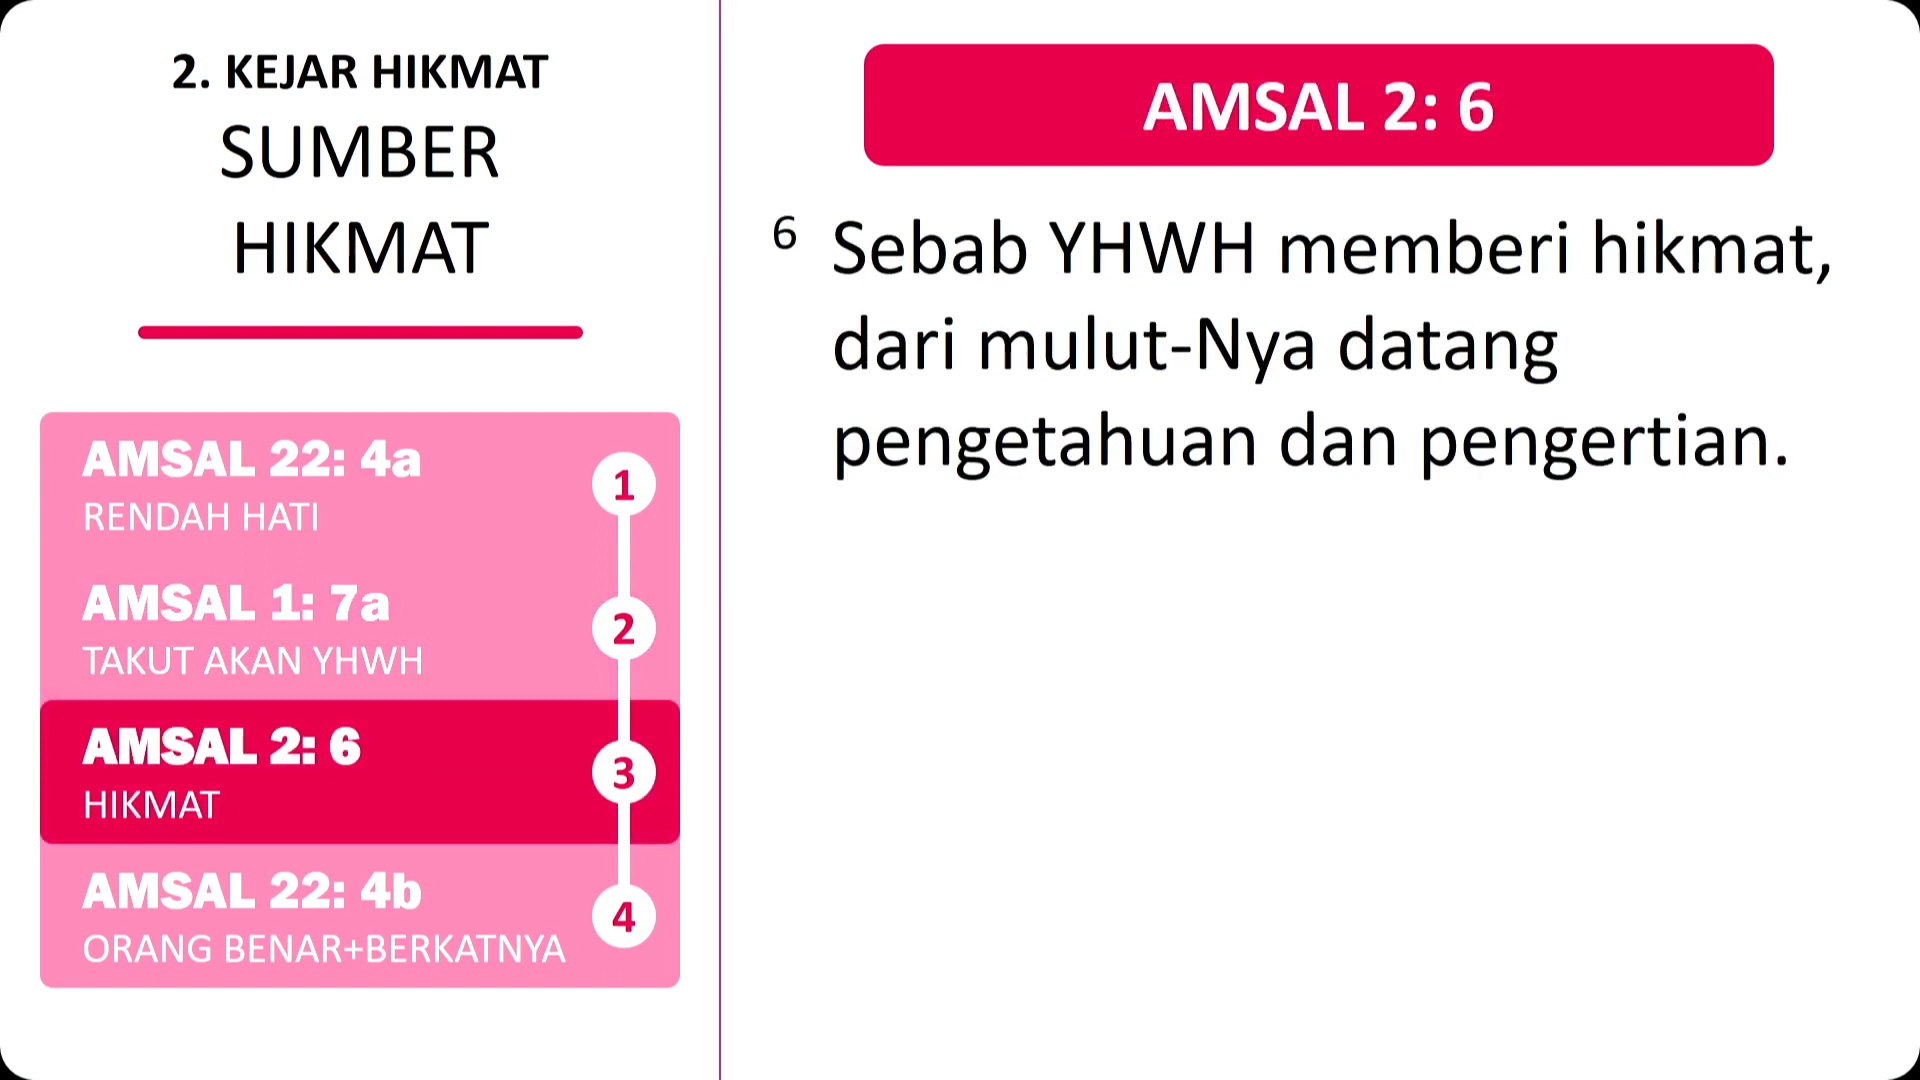 2. KEJAR HIKMAT
SUMBER
HIKMAT
AMSAL 22: 4a
RENDAH HATI
1
AMSAL 1: 7a
TAKUT AKAN YHWH
2
AMSAL 2: 6
HIKMAT
3
AMSAL 22: 4b
ORANG BENAR+BERKATNYA
4
AMSAL 2: 6
6 Sebab YHWH memberi hikmat,
dari mulut-Nya datang
pengetahuan dan pengertian.